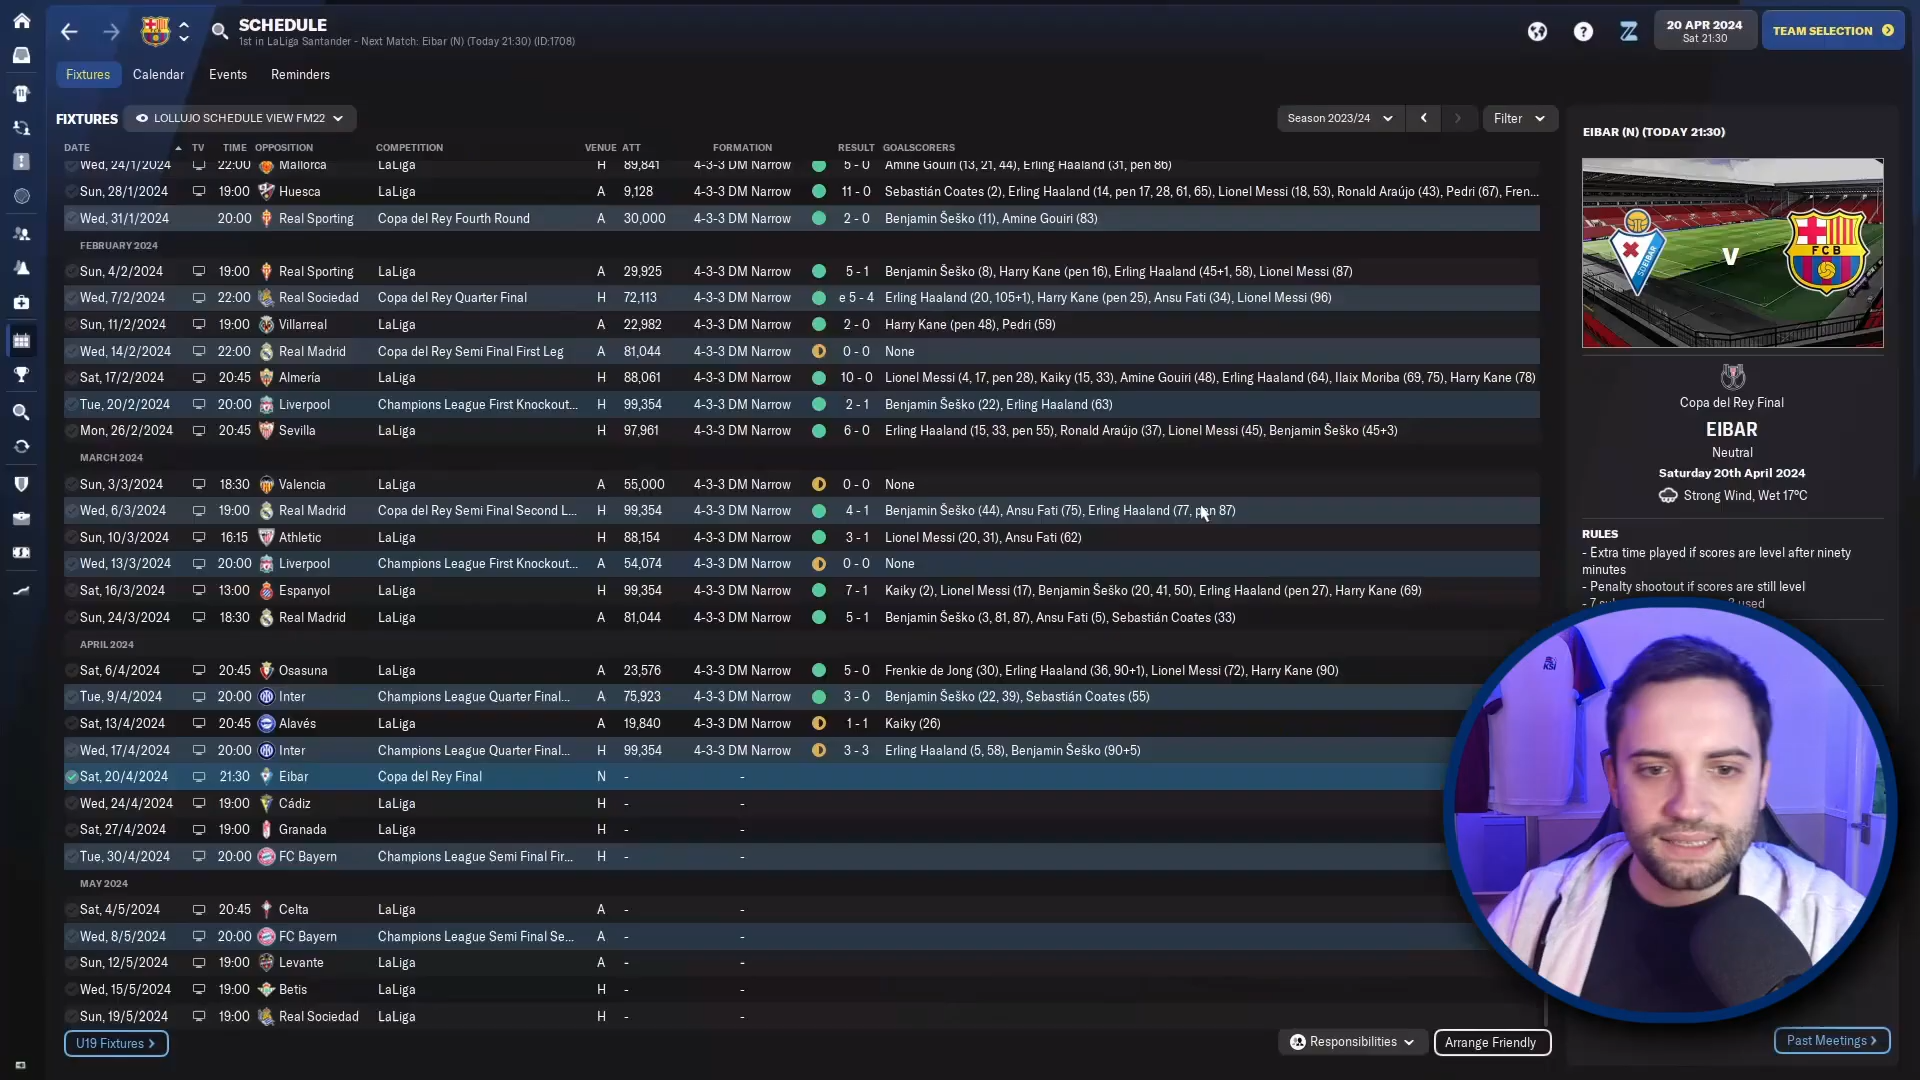 SCHEDULE
1st in LaLiga Santander - Next Match: Eibar (N) (Today 21:30) (ID:1708)
20 APR 2024
Sat 21:30
TEAM SELECTION
Fixtures Calendar Events Reminders
FIXTURES LOLLUJO SCHEDULE VIEW FM22
Season 2023/24 Filter
DATE TV TIME OPPOSITION COMPETITION VENUE ATT FORMATION RESULT GOALSCORERS
Wed, 24/1/2024 22:00 Mallorca LaLiga H 89,841 4-3-3 DM Narrow 5 - 0 Amine Gouiri (13, 21, 44), Erling Haaland (31, pen 86)
Sun, 28/1/2024 19:00 Huesca LaLiga A 9,128 4-3-3 DM Narrow 11 - 0 Sebastián Coates (2), Erling Haaland (14, pen 17, 28, 61, 65), Lionel Messi (18, 53), Ronald Araújo (43), Pedri (67), Fren...
Wed, 31/1/2024 20:00 Real Sporting Copa del Rey Fourth Round A 30,000 4-3-3 DM Narrow 2 - 0 Benjamin Šeško (11), Amine Gouiri (83)
FEBRUARY 2024
Sun, 4/2/2024 19:00 Real Sporting LaLiga A 29,925 4-3-3 DM Narrow 5 - 1 Benjamin Šeško (8), Harry Kane (pen 16), Erling Haaland (45+1, 58), Lionel Messi (87)
Wed, 7/2/2024 22:00 Real Sociedad Copa del Rey Quarter Final H 72,113 4-3-3 DM Narrow e 5 - 4 Erling Haaland (20, 105+1), Harry Kane (pen 25), Ansu Fati (34), Lionel Messi (96)
Sun, 11/2/2024 19:00 Villarreal LaLiga A 22,982 4-3-3 DM Narrow 2 - 0 Harry Kane (pen 48), Pedri (59)
Wed, 14/2/2024 22:00 Real Madrid Copa del Rey Semi Final First Leg A 81,044 4-3-3 DM Narrow 0 - 0 None
Sat, 17/2/2024 20:45 Almería LaLiga H 88,061 4-3-3 DM Narrow 10 - 0 Lionel Messi (4, 17, pen 28), Kaiky (15, 33), Amine Gouiri (48), Erling Haaland (64), Ilaix Moriba (69, 75), Harry Kane (78)
Tue, 20/2/2024 20:00 Liverpool Champions League First Knockout... H 99,354 4-3-3 DM Narrow 2 - 1 Benjamin Šeško (22), Erling Haaland (63)
Mon, 26/2/2024 20:45 Sevilla LaLiga H 97,961 4-3-3 DM Narrow 6 - 0 Erling Haaland (15, 33, pen 55), Ronald Araújo (37), Lionel Messi (45), Benjamin Šeško (45+3)
MARCH 2024
Sun, 3/3/2024 18:30 Valencia LaLiga A 55,000 4-3-3 DM Narrow 0 - 0 None
Wed, 6/3/2024 19:00 Real Madrid Copa del Rey Semi Final Second L... H 99,354 4-3-3 DM Narrow 4 - 1 Benjamin Šeško (44), Ansu Fati (75), Erling Haaland (77, pen 87)
Sun, 10/3/2024 16:15 Athletic LaLiga H 88,154 4-3-3 DM Narrow 3 - 1 Lionel Messi (20, 31), Ansu Fati (62)
Wed, 13/3/2024 20:00 Liverpool Champions League First Knockout... A 54,074 4-3-3 DM Narrow 0 - 0 None
Sat, 16/3/2024 13:00 Espanyol LaLiga H 99,354 4-3-3 DM Narrow 7 - 1 Kaiky (2), Lionel Messi (17), Benjamin Šeško (20, 41, 50), Erling Haaland (pen 27), Harry Kane (69)
Sun, 24/3/2024 18:30 Real Madrid LaLiga A 81,044 4-3-3 DM Narrow 5 - 1 Benjamin Šeško (3, 81, 87), Ansu Fati (5), Sebastián Coates (33)
APRIL 2024
Sat, 6/4/2024 20:45 Osasuna LaLiga A 23,576 4-3-3 DM Narrow 5 - 0 Frenkie de Jong (30), Erling Haaland (36, 90+1), Lionel Messi (72), Harry Kane (90)
Tue, 9/4/2024 20:00 Inter Champions League Quarter Final... A 75,923 4-3-3 DM Narrow 3 - 0 Benjamin Šeško (22, 39), Sebastián Coates (55)
Sat, 13/4/2024 20:45 Alavés LaLiga A 19,840 4-3-3 DM Narrow 1 - 1 Kaiky (26)
Wed, 17/4/2024 20:00 Inter Champions League Quarter Final... H 99,354 4-3-3 DM Narrow 3 - 3 Erling Haaland (5, 58), Benjamin Šeško (90+5)
Sat, 20/4/2024 21:30 Eibar Copa del Rey Final N - -
Wed, 24/4/2024 19:00 Cádiz LaLiga H - -
Sat, 27/4/2024 19:00 Granada LaLiga H - -
Tue, 30/4/2024 20:00 FC Bayern Champions League Semi Final Fir... H - -
MAY 2024
Sat, 4/5/2024 20:45 Celta LaLiga A - -
Wed, 8/5/2024 20:00 FC Bayern Champions League Semi Final Se... A - -
Sun, 12/5/2024 19:00 Levante LaLiga A - -
Wed, 15/5/2024 19:00 Betis LaLiga H - -
Sun, 19/5/2024 19:00 Real Sociedad LaLiga H - -
U19 Fixtures Responsibilities Arrange Friendly
EIBAR (N) (TODAY 21:30)
V
FCB
Copa del Rey Final
EIBAR
Neutral
Saturday 20th April 2024
Strong Wind, Wet 17ºC
RULES
- Extra time played if scores are level after ninety
minutes
- Penalty shootout if scores are still level
KSI
Past Meetings